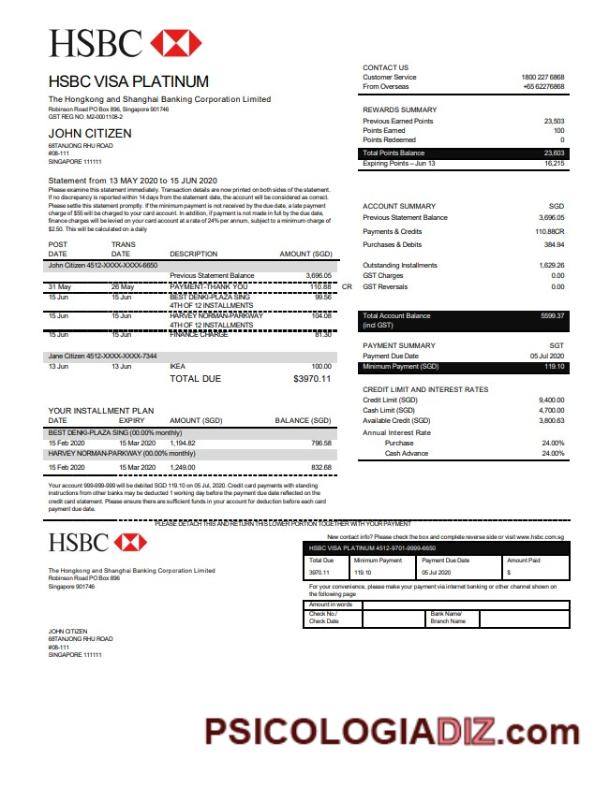 HSBC
HSBC VISA PLATINUM
The Hongkong and Shanghai Banking Corporation Limited
Robinson Road PO Box 896, Singapore 901746
GST REG NO: M2-0001108-2
JOHN CITIZEN
68TANJONG RHU ROAD
#08-111
SINGAPORE 111111
CONTACT US
Customer Service 1800 227 6868
From Overseas +65 62276868
REWARDS SUMMARY
Previous Earned Points 23,503
Points Earned 100
Points Redeemed 0
Total Points Balance 23,603
Expiring Points – Jun 13 16,215
Statement from 13 MAY 2020 to 15 JUN 2020
Please examine this statement immediately. Transaction details are now printed on both sides of the statement.
If no discrepancy is reported within 14 days from the statement date, the account will be considered as correct.
Please settle this statement promptly. If the minimum payment is not received by the due date, a late payment
charge of $55 will be charged to your card account. In addition, if payment is not made in full by the due date,
finance charges will be levied on your card account at a rate of 24% per annum, subject to a minimum charge of
$2.50. This will be calculated on a daily
ACCOUNT SUMMARY SGD
Previous Statement Balance 3,696.05
Payments & Credits 110.88CR
Purchases & Debits 384.94
Outstanding Installments 1,629.26
GST Charges 0.00
GST Reversals 0.00
Total Account Balance 5599.37
(incl GST)
POST TRANS
DATE DATE DESCRIPTION AMOUNT (SGD)
John Citizen 4512-XXXX-XXXX-6650
Previous Statement Balance 3,696.05
31 May 26 May PAYMENT-THANK YOU 110.88 CR
15 Jun 15 Jun BEST DENKI-PLAZA SING 99.56
4TH OF 12 INSTALLMENTS
15 Jun 15 Jun HARVEY NORMAN-PARKWAY 104.08
4TH OF 12 INSTALLMENTS
15 Jun 15 Jun FINANCE CHARGE 81.30
Jane Citizen 4512-XXXX-XXXX-7344
13 Jun 13 Jun IKEA 100.00
TOTAL DUE $3970.11
PAYMENT SUMMARY SGT
Payment Due Date 05 Jul 2020
Minimum Payment (SGD) 119.10
CREDIT LIMIT AND INTEREST RATES
Credit Limit (SGD) 9,400.00
Cash Limit (SGD) 4,700.00
Available Credit (SGD) 3,800.63
Annual Interest Rate
Purchase 24.00%
Cash Advance 24.00%
YOUR INSTALLMENT PLAN
DATE EXPIRY AMOUNT (SGD) BALANCE (SGD)
BEST DENKI-PLAZA SING (00.00% monthly)
15 Feb 2020 15 Mar 2020 1,194.82 796.58
HARVEY NORMAN-PARKWAY (00.00% monthly)
15 Feb 2020 15 Mar 2020 1,249.00 832.68
Your account 999-999-999 will be debited SGD 119.10 on 05 Jul, 2020. Credit card payments with standing
instructions from other banks may be deducted 1 working day before the payment due date reflected on the
credit card statement. Please ensure there are sufficient funds in your account for deduction before each card
payment due date.
PLEASE DETACH THIS AND RETURN THIS LOWER PORTION TOGETHER WITH YOUR PAYMENT
HSBC
New contact info? Please check the box and complete reverse side or visit www.hsbc.com.sg
HSBC VISA PLATINUM 4512-9701-9999-6650
Total Due Minimum Payment Payment Due Date Amount Paid
3970.11 119.10 05 Jul 2020 $
For your convenience, please make your payment via internet banking or other channel shown on
the following page
Amount in words
Check No./ Bank Name/
Check Date Branch Name
The Hongkong and Shanghai Banking Corporation Limited
Robinson Road PO Box 896
Singapore 901746
JOHN CITIZEN
68TANJONG RHU ROAD
#08-111
SINGAPORE 111111
PSICOLOGIADIZ.com